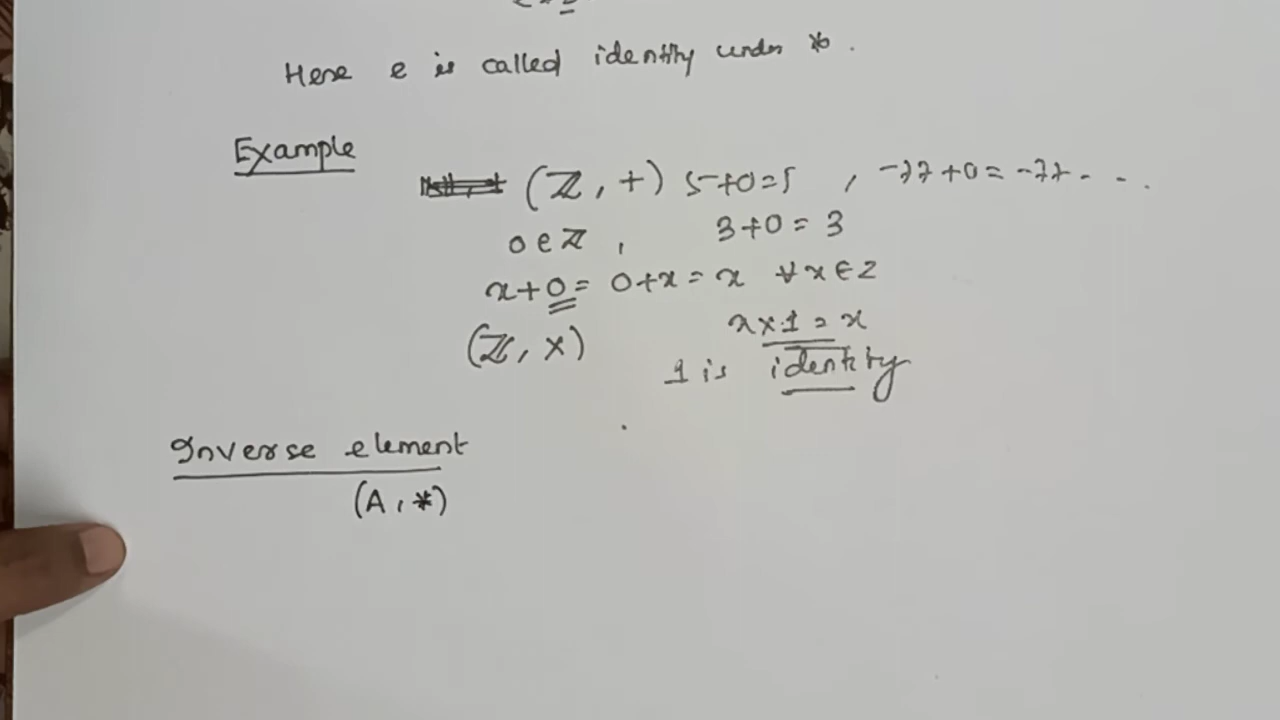 Here e is called identity under *.
Example
(ℤ, +) 5+0=5 , -77+0=-77- - .
0 ∈ ℤ , 3+0=3
x+0= 0+x= x ∀ x ∈ Z
(ℤ, ×) x×1=x
1 is identity
Inverse element
(A, *)